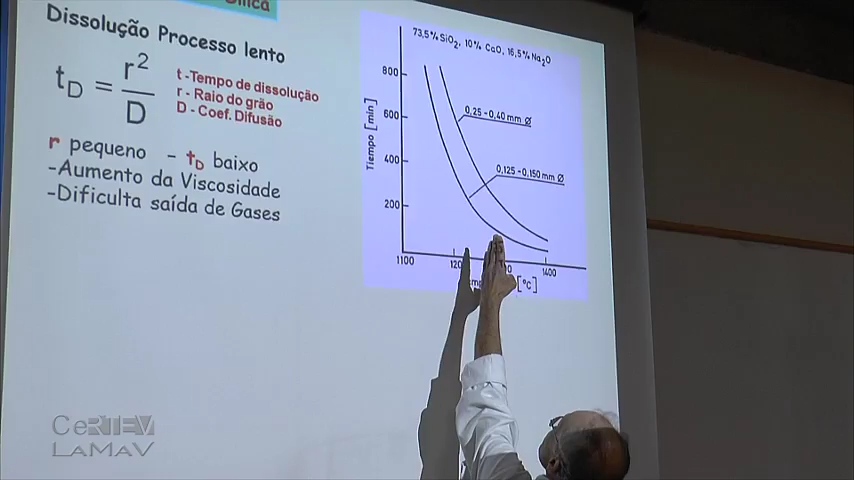 Dissolução Processo lento
t_D = r²/D
t -Tempo de dissolução
r - Raio do grão
D - Coef. Difusão
r pequeno - t_D baixo
-Aumento da Viscosidade
-Dificulta saída de Gases
73,5% SiO₂, 10% CaO, 16,5% Na₂O
Tiempo [min]
800
600
400
200
0,25-0,40 mm Ø
0,125-0,150 mm Ø
1100
1400
[°C]
CeRTEV
LAMAV